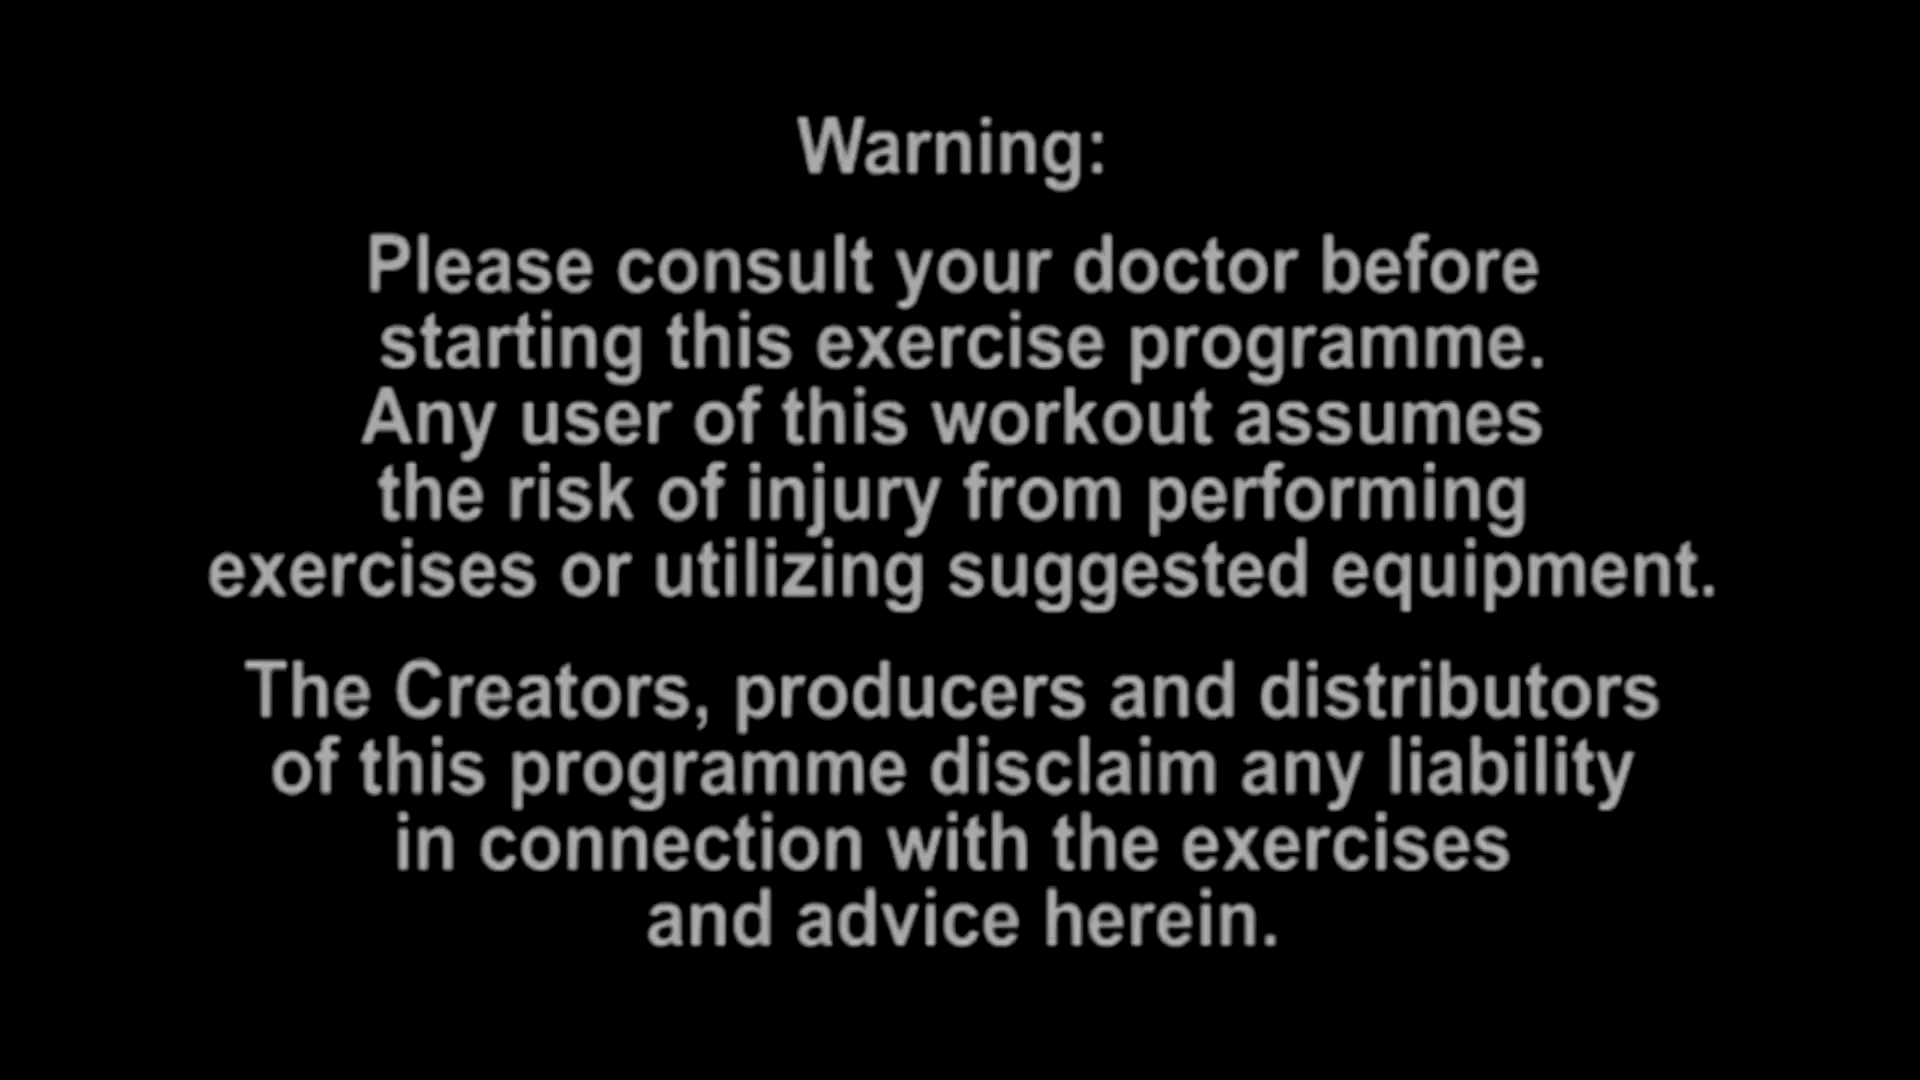 Warning:
Please consult your doctor before
starting this exercise programme.
Any user of this workout assumes
the risk of injury from performing
exercises or utilizing suggested equipment.
The Creators, producers and distributors
of this programme disclaim any liability
in connection with the exercises
and advice herein.